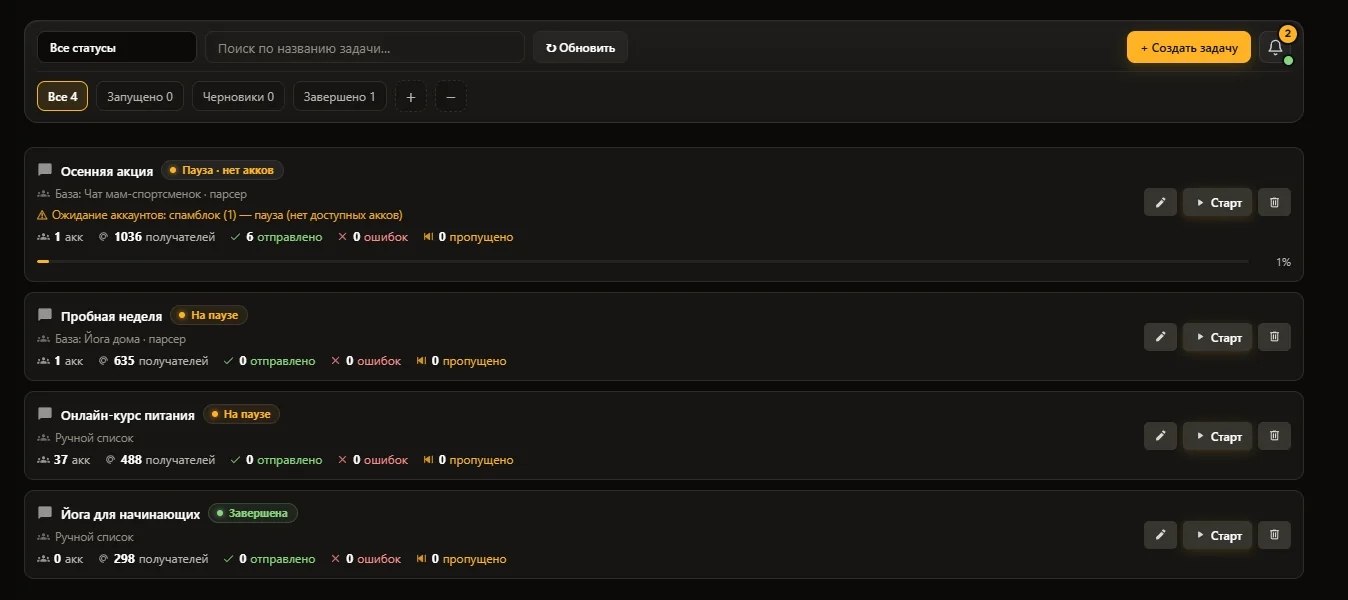 Все статусы Поиск по названию задачи... ↻ Обновить + Создать задачу 2
Все 4 Запущено 0 Черновики 0 Завершено 1 + −
Осенняя акция Пауза · нет акков
База: Чат мам-спортсменок · парсер
⚠ Ожидание аккаунтов: спамблок (1) — пауза (нет доступных акков)
Старт
1 акк @ 1036 получателей ✓ 6 отправлено ✕ 0 ошибок 0 пропущено
1%
Пробная неделя На паузе
База: Йога дома · парсер
Старт
1 акк @ 635 получателей ✓ 0 отправлено ✕ 0 ошибок 0 пропущено
Онлайн-курс питания На паузе
Ручной список
Старт
37 акк @ 488 получателей ✓ 0 отправлено ✕ 0 ошибок 0 пропущено
Йога для начинающих Завершена
Ручной список
Старт
0 акк @ 298 получателей ✓ 0 отправлено ✕ 0 ошибок 0 пропущено